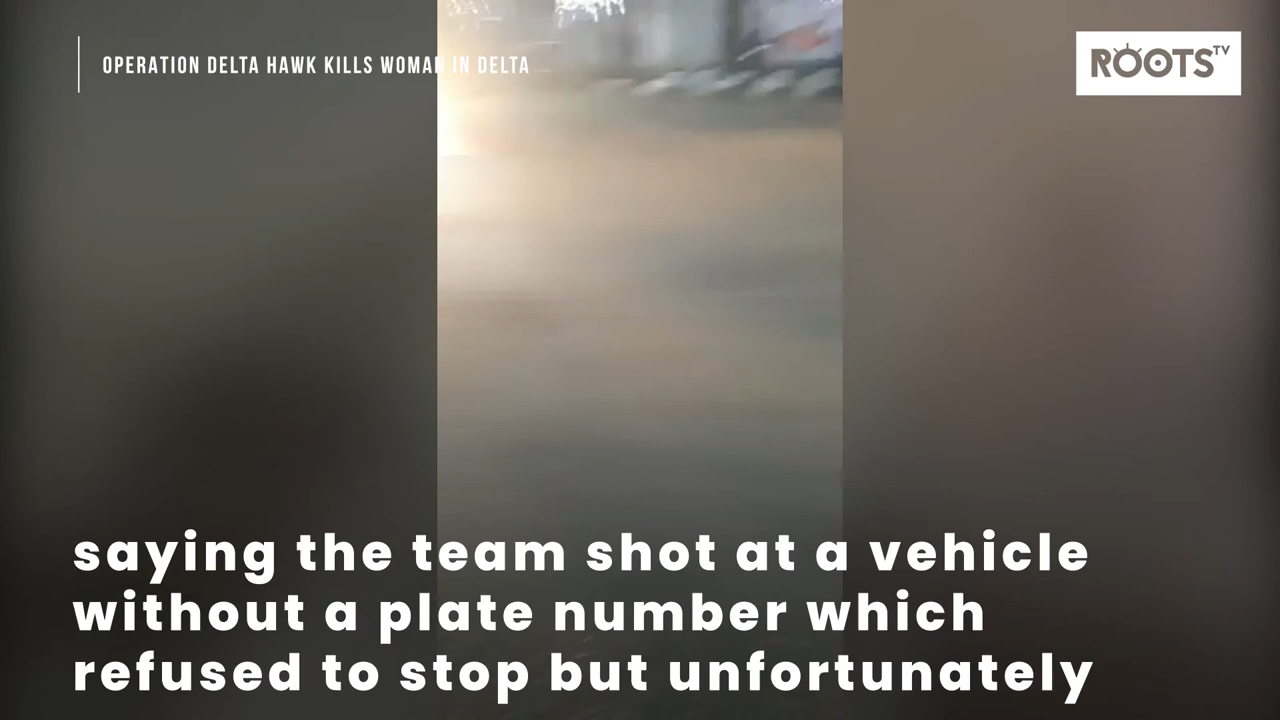 OPERATION DELTA HAWK KILLS WOMAN IN DELTA
ROOTS TV
saying the team shot at a vehicle
without a plate number which
refused to stop but unfortunately